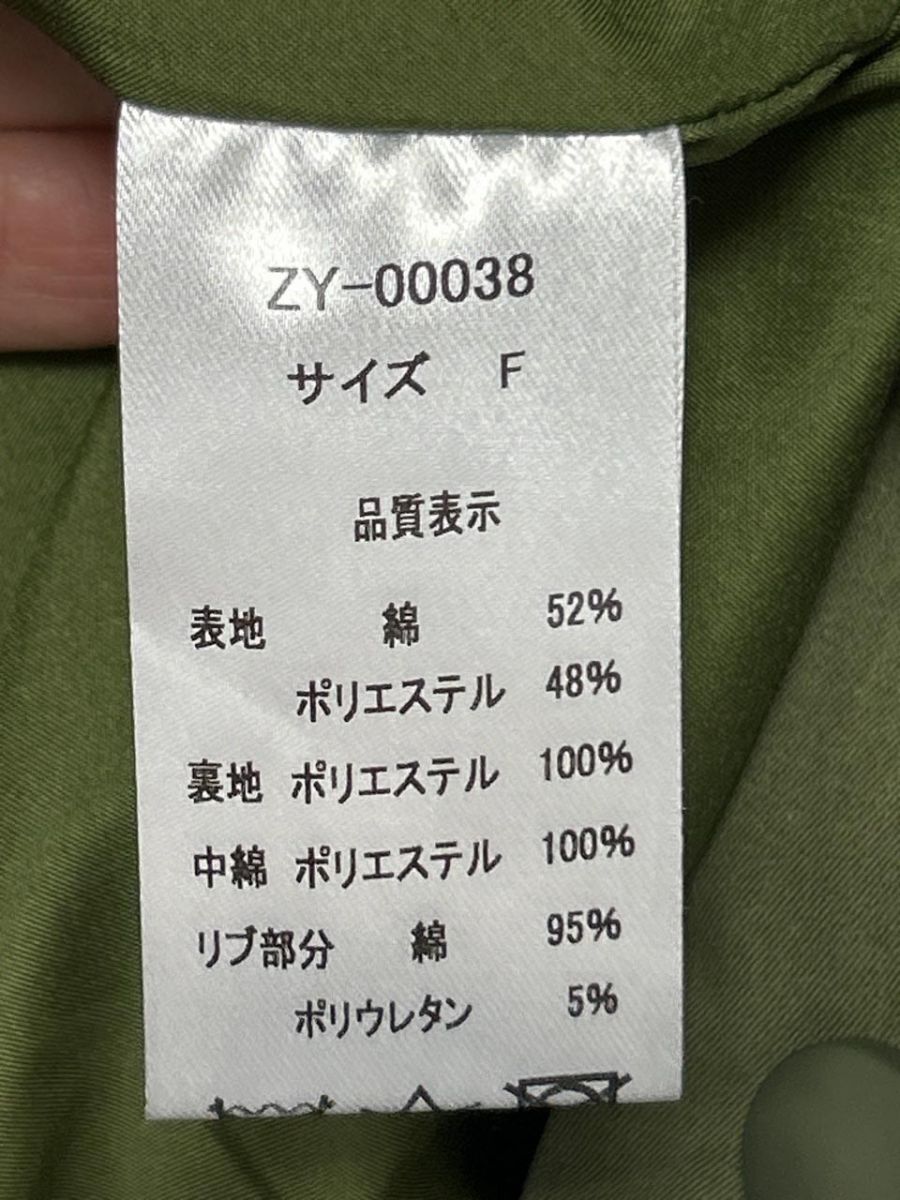 ZY-00038
サイズ F
品質表示
表地 綿 52%
ポリエステル 48%
裏地 ポリエステル 100%
中綿 ポリエステル 100%
リブ部分 綿 95%
ポリウレタン 5%